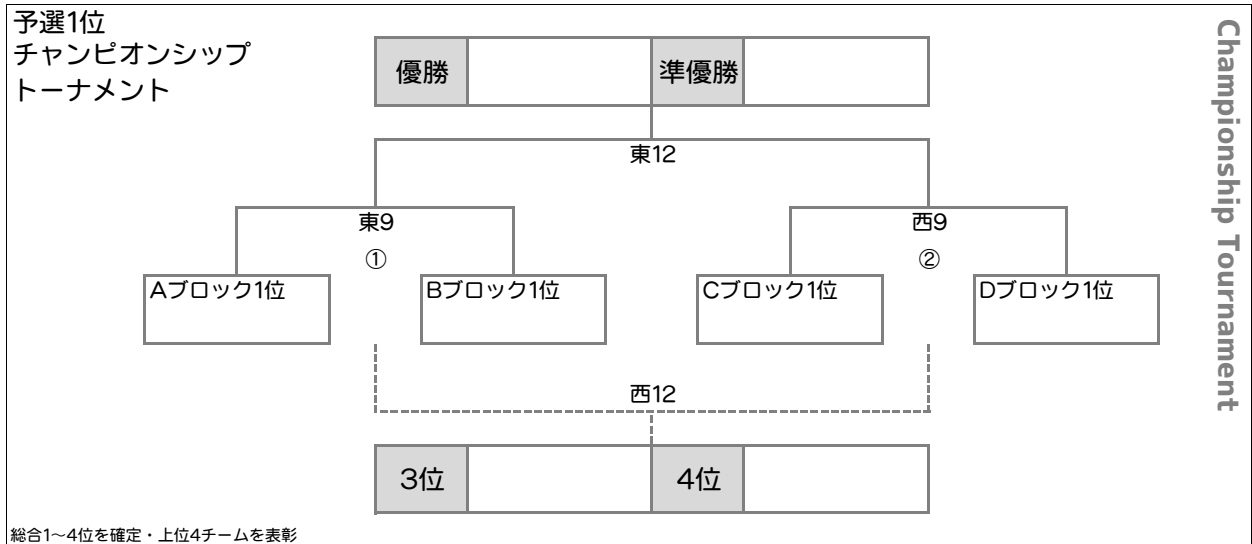 予選1位
チャンピオンシップ
トーナメント
優勝
準優勝
東12
東9
西9
①
②
Aブロック1位
Bブロック1位
Cブロック1位
Dブロック1位
西12
3位
4位
総合1～4位を確定・上位4チームを表彰
Championship Tournament